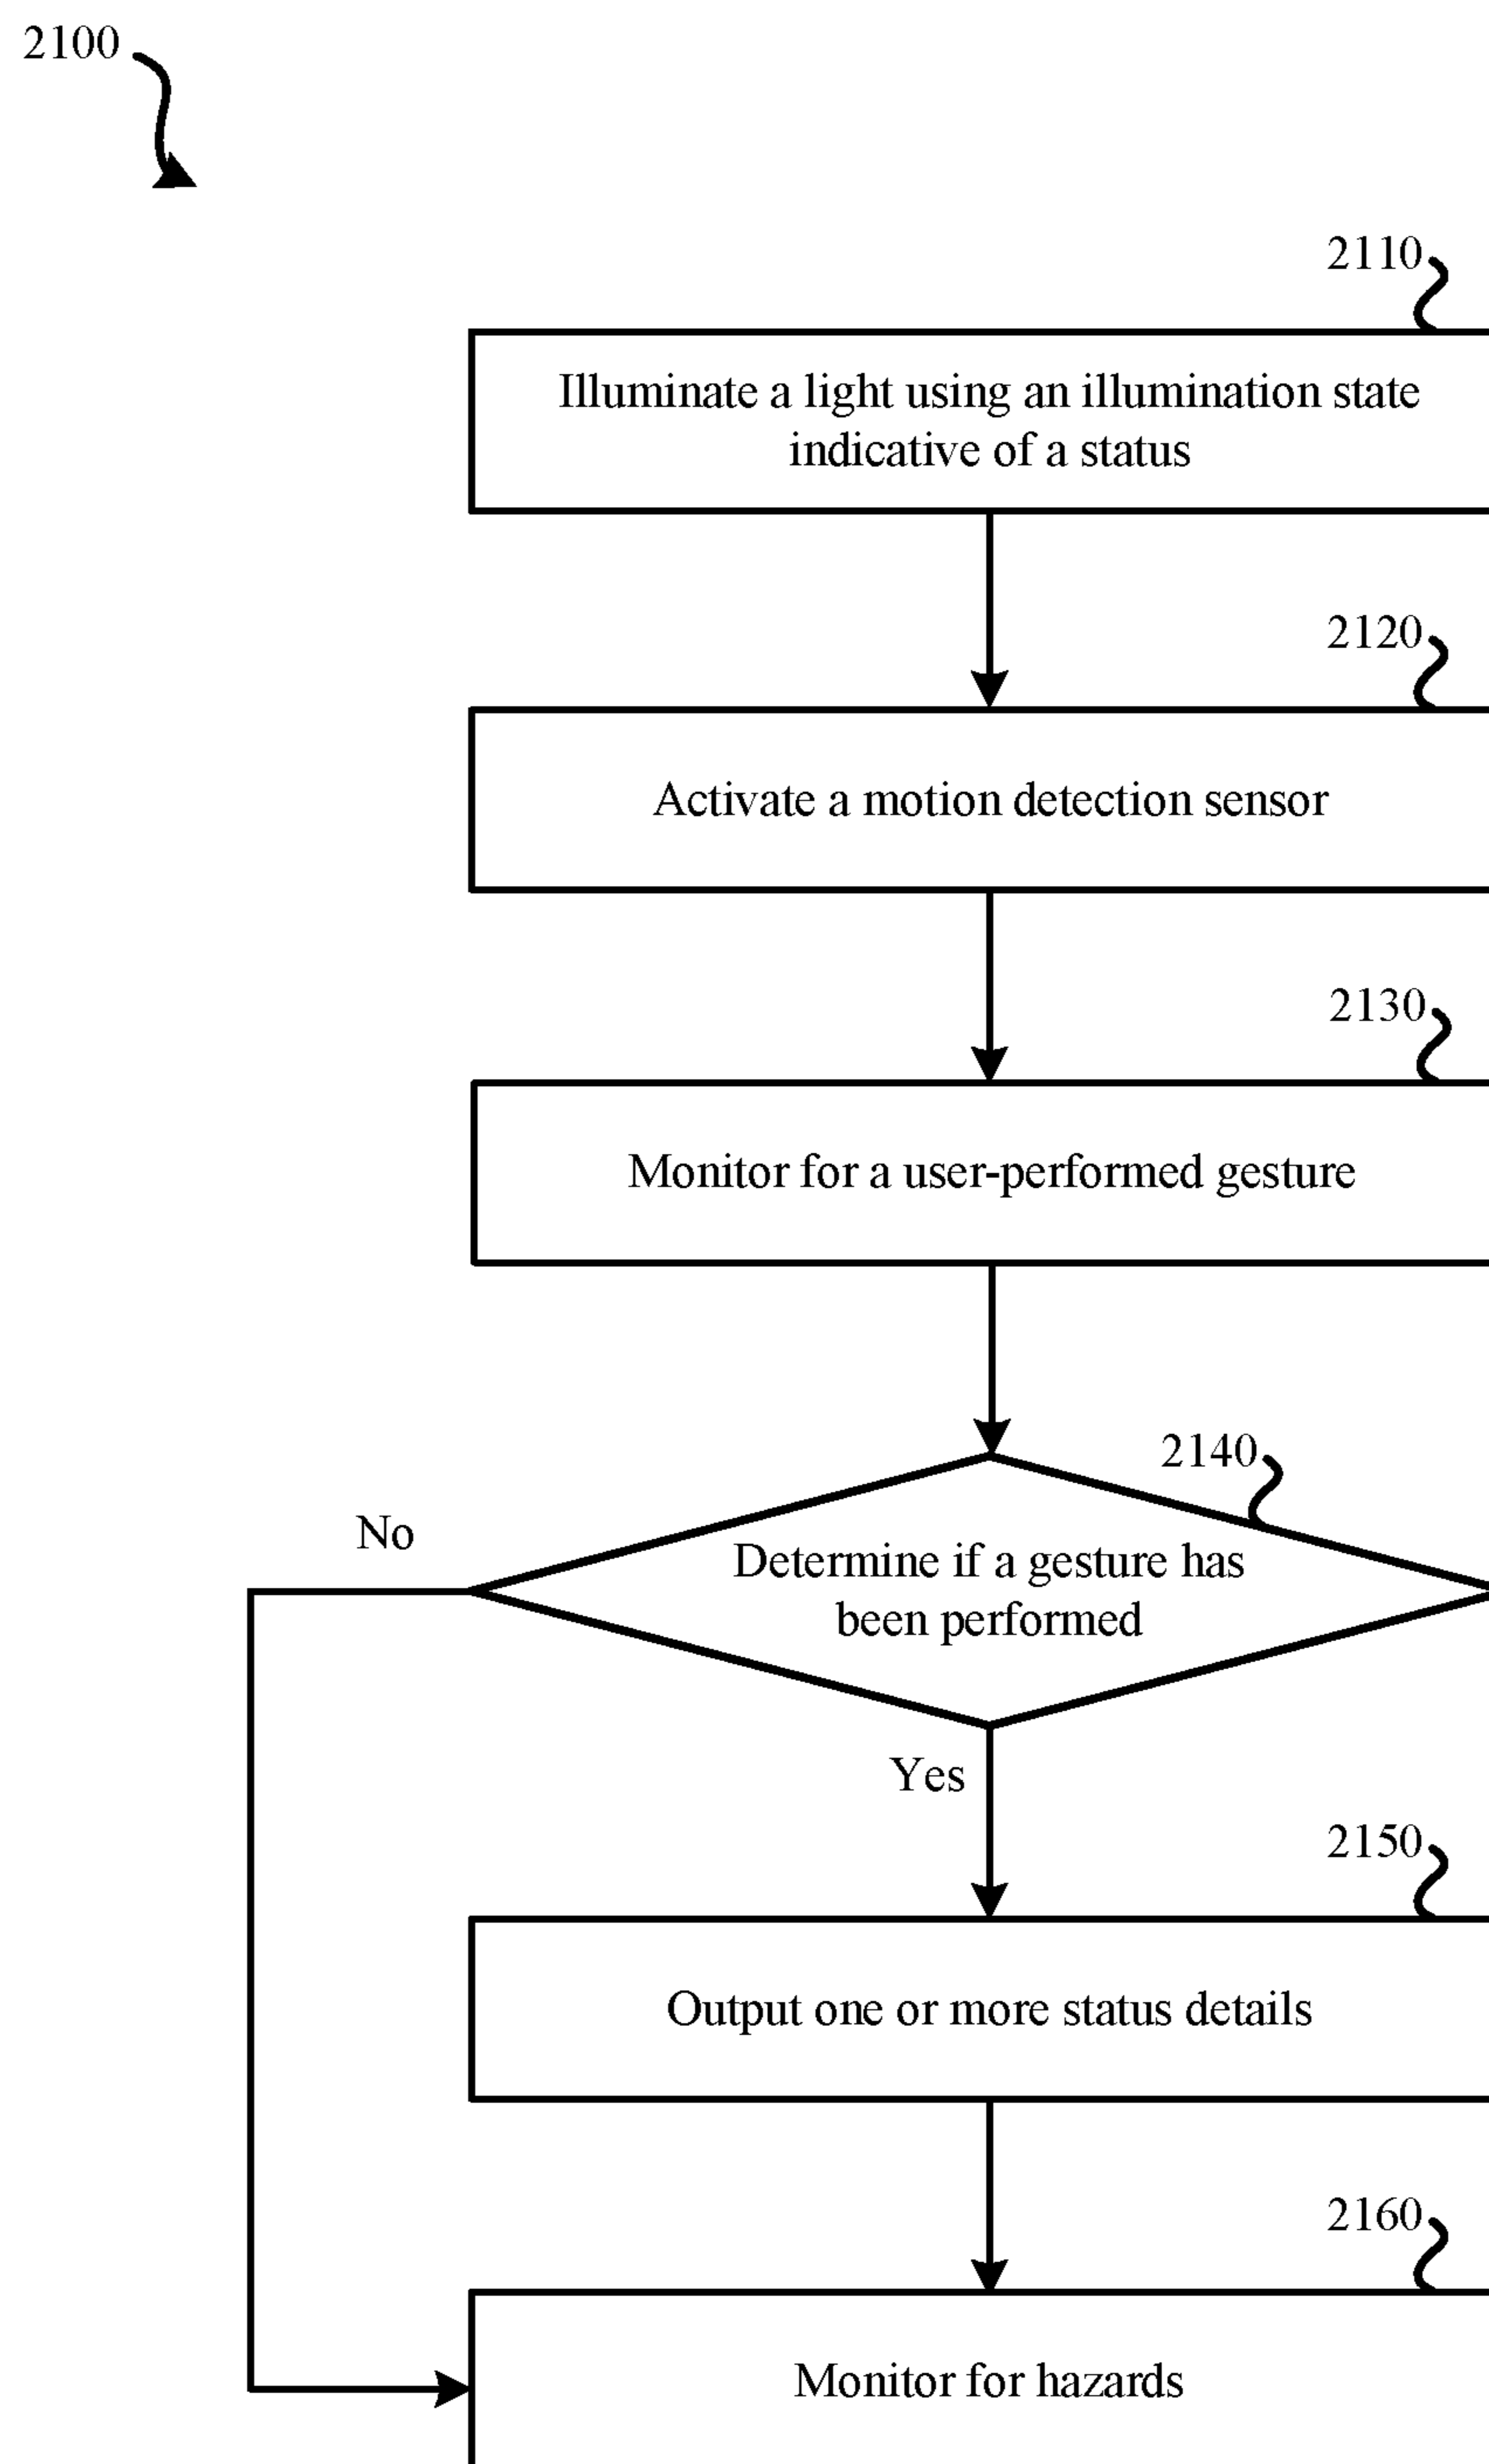 2100
2110
Illuminate a light using an illumination state
indicative of a status
2120
Activate a motion detection sensor
2130
Monitor for a user-performed gesture
2140
No
Determine if a gesture has
been performed
Yes
2150
Output one or more status details
2160
Monitor for hazards